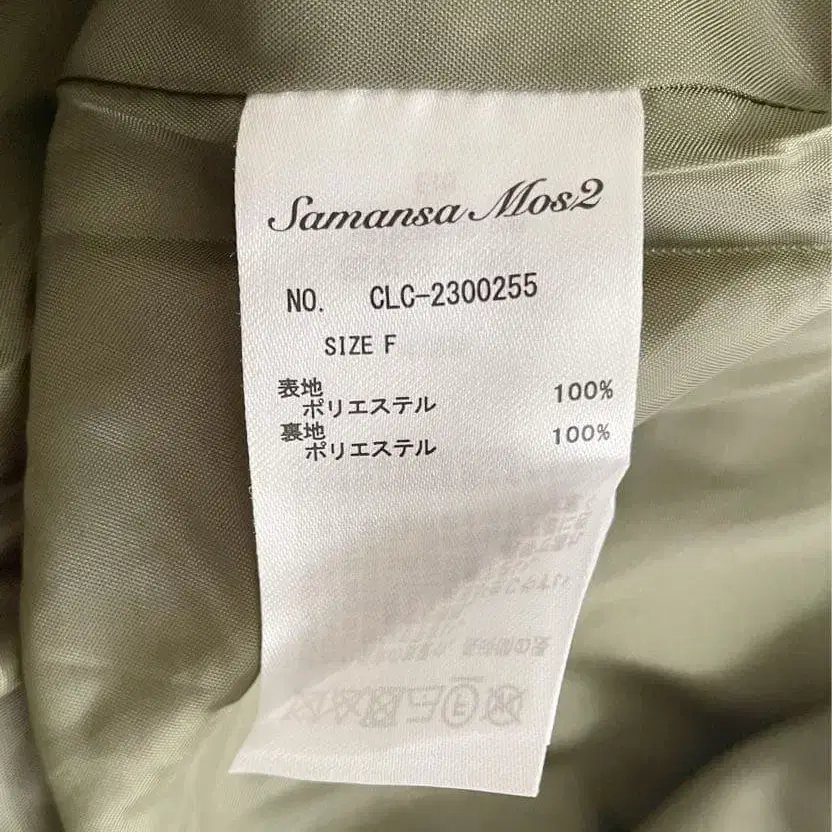 Samansa Mos2
NO. CLC-2300255
SIZE F
表地
ポリエステル 100%
裏地
ポリエステル 100%